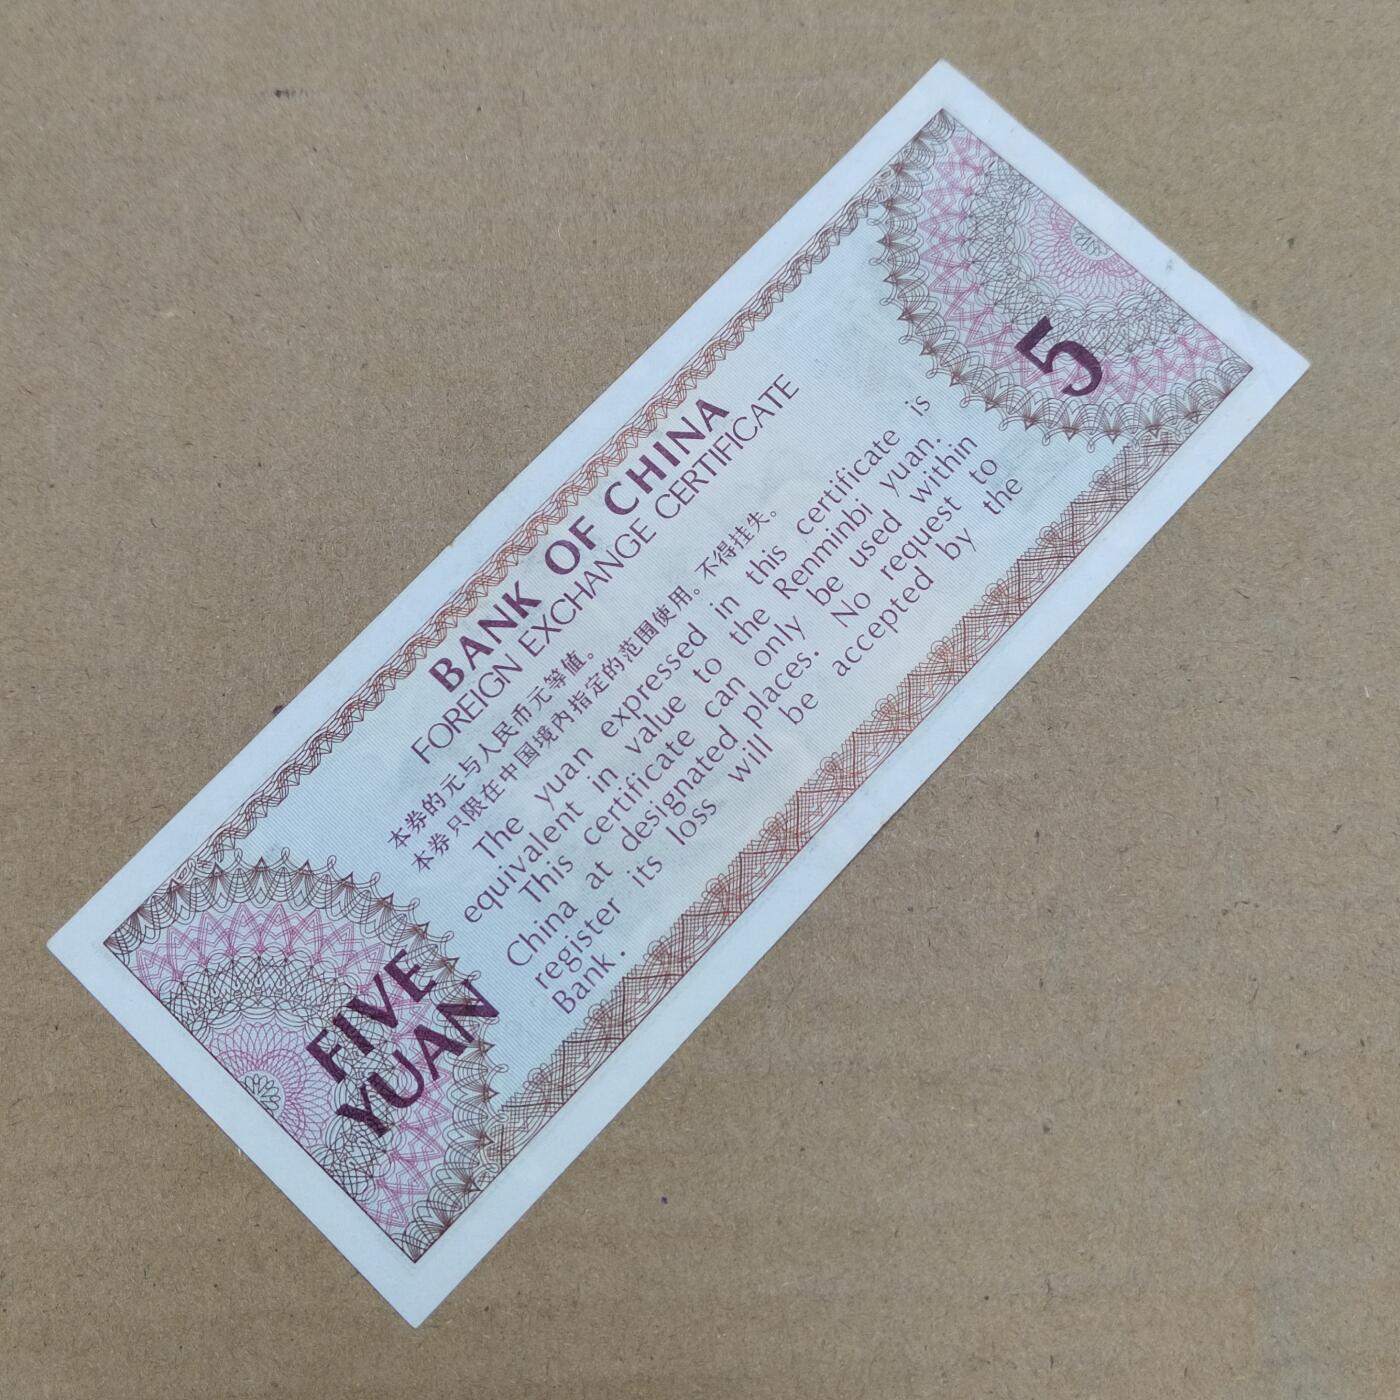 BANK OF CHINA
FOREIGN EXCHANGE CERTIFICATE
本券的元与人民币元等值。
本券只限在中国境内指定的范围使用。不得挂失。
The yuan expressed in this certificate is
equivalent in value to the Renminbi yuan.
This certificate can only be used within
China at designated places. No request to
register its loss will be accepted by the
Bank.
FIVE
YUAN
5